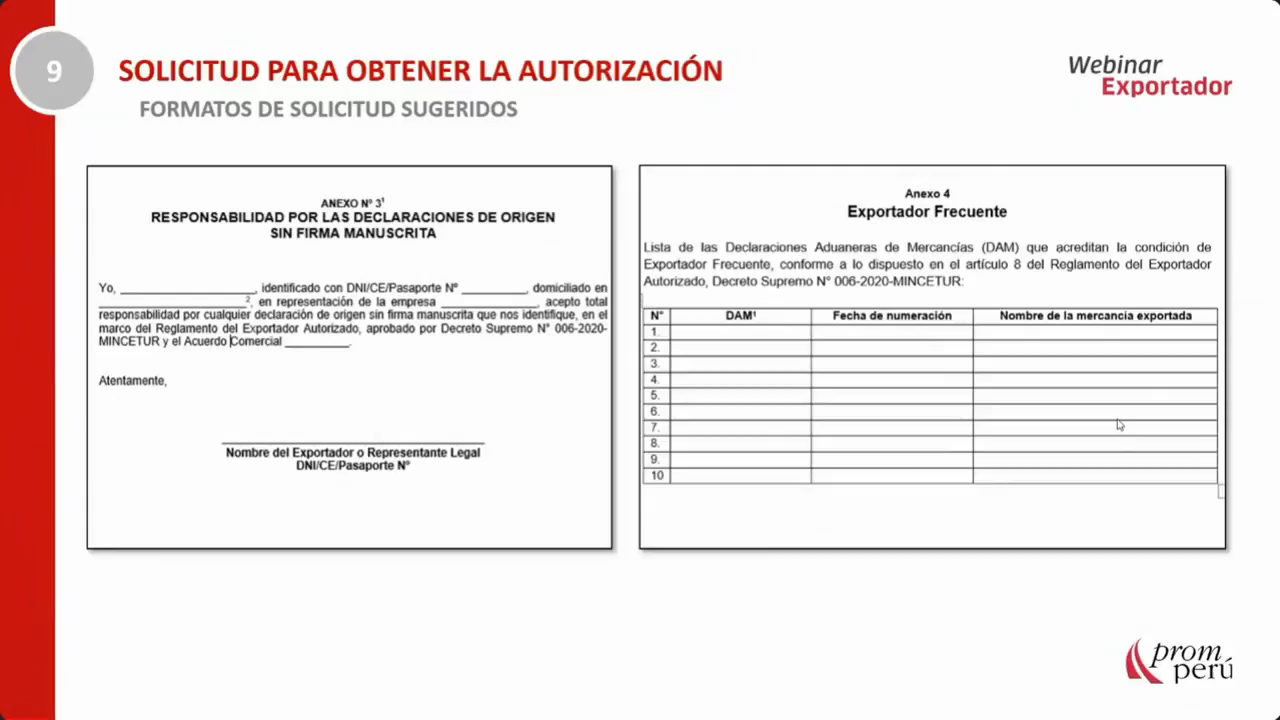 9
SOLICITUD PARA OBTENER LA AUTORIZACIÓN
FORMATOS DE SOLICITUD SUGERIDOS
Webinar
Exportador
ANEXO Nº 3¹
RESPONSABILIDAD POR LAS DECLARACIONES DE ORIGEN
SIN FIRMA MANUSCRITA
Yo, ____________________, identificado con DNI/CE/Pasaporte Nº __________, domiciliado en
______________________², en representación de la empresa _______________, acepto total
responsabilidad por cualquier declaración de origen sin firma manuscrita que nos identifique, en el
marco del Reglamento del Exportador Autorizado, aprobado por Decreto Supremo N° 006-2020-
MINCETUR y el Acuerdo Comercial __________.
Atentamente,
Nombre del Exportador o Representante Legal
DNI/CE/Pasaporte Nº
Anexo 4
Exportador Frecuente
Lista de las Declaraciones Aduaneras de Mercancías (DAM) que acreditan la condición de
Exportador Frecuente, conforme a lo dispuesto en el artículo 8 del Reglamento del Exportador
Autorizado, Decreto Supremo N° 006-2020-MINCETUR:
N° DAM¹ Fecha de numeración Nombre de la mercancía exportada
1.
2.
3.
4.
5.
6.
7.
8.
9.
10
prom
perú